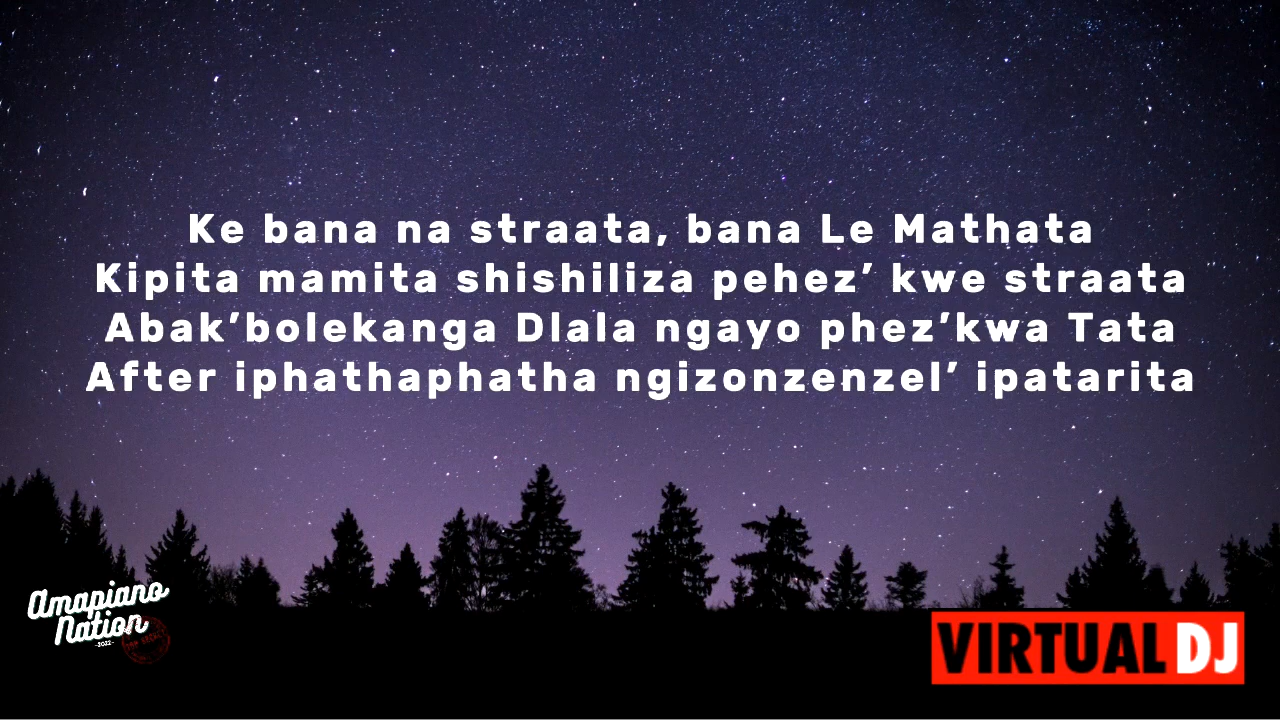 Ke bana na straata, bana Le Mathata
Kipita mamita shishiliza pehez’ kwe straata
Abak’bolekanga Dlala ngayo phez’kwa Tata
After iphathaphatha ngizonzenzel’ ipatarita
Amapiano
Nation
-2022-
VIRTUAL DJ